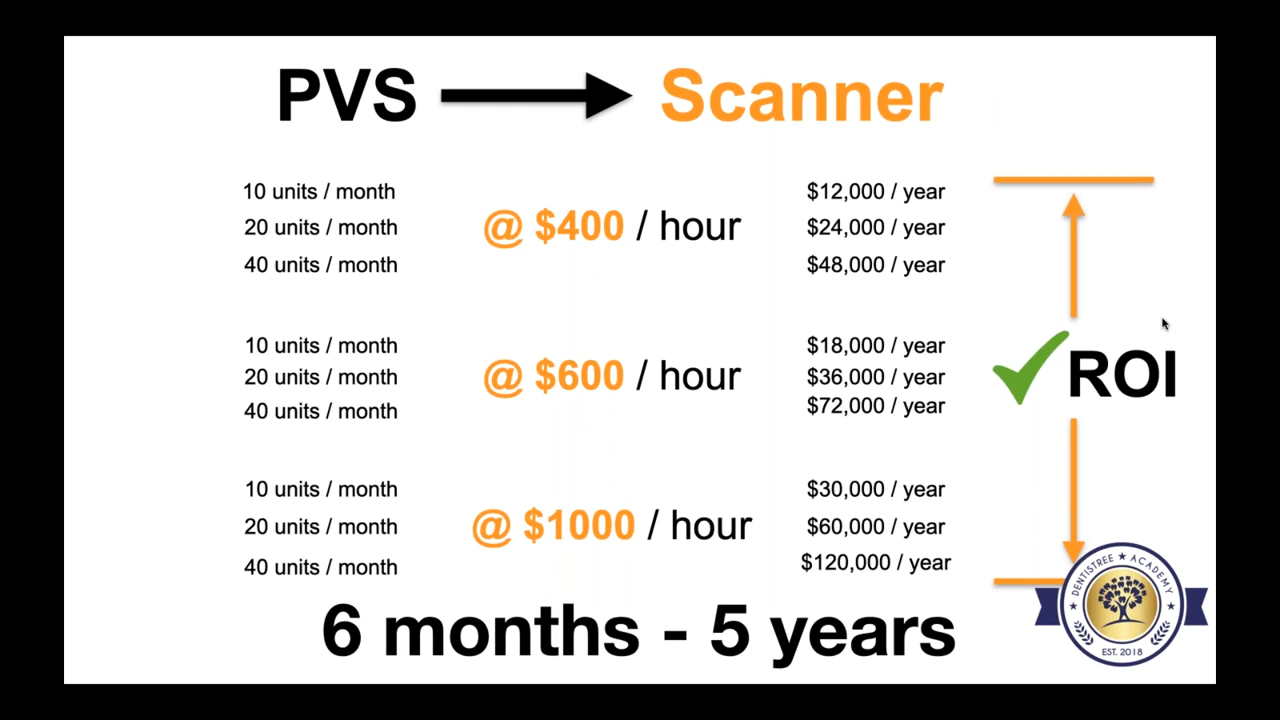 PVS Scanner
10 units / month $12,000 / year
20 units / month @ $400 / hour $24,000 / year
40 units / month $48,000 / year
10 units / month $18,000 / year
20 units / month @ $600 / hour $36,000 / year ROI
40 units / month $72,000 / year
10 units / month $30,000 / year
20 units / month @ $1000 / hour $60,000 / year
40 units / month $120,000 / year
6 months - 5 years
DENTISTREE ★ ACADEMY
EST. 2018